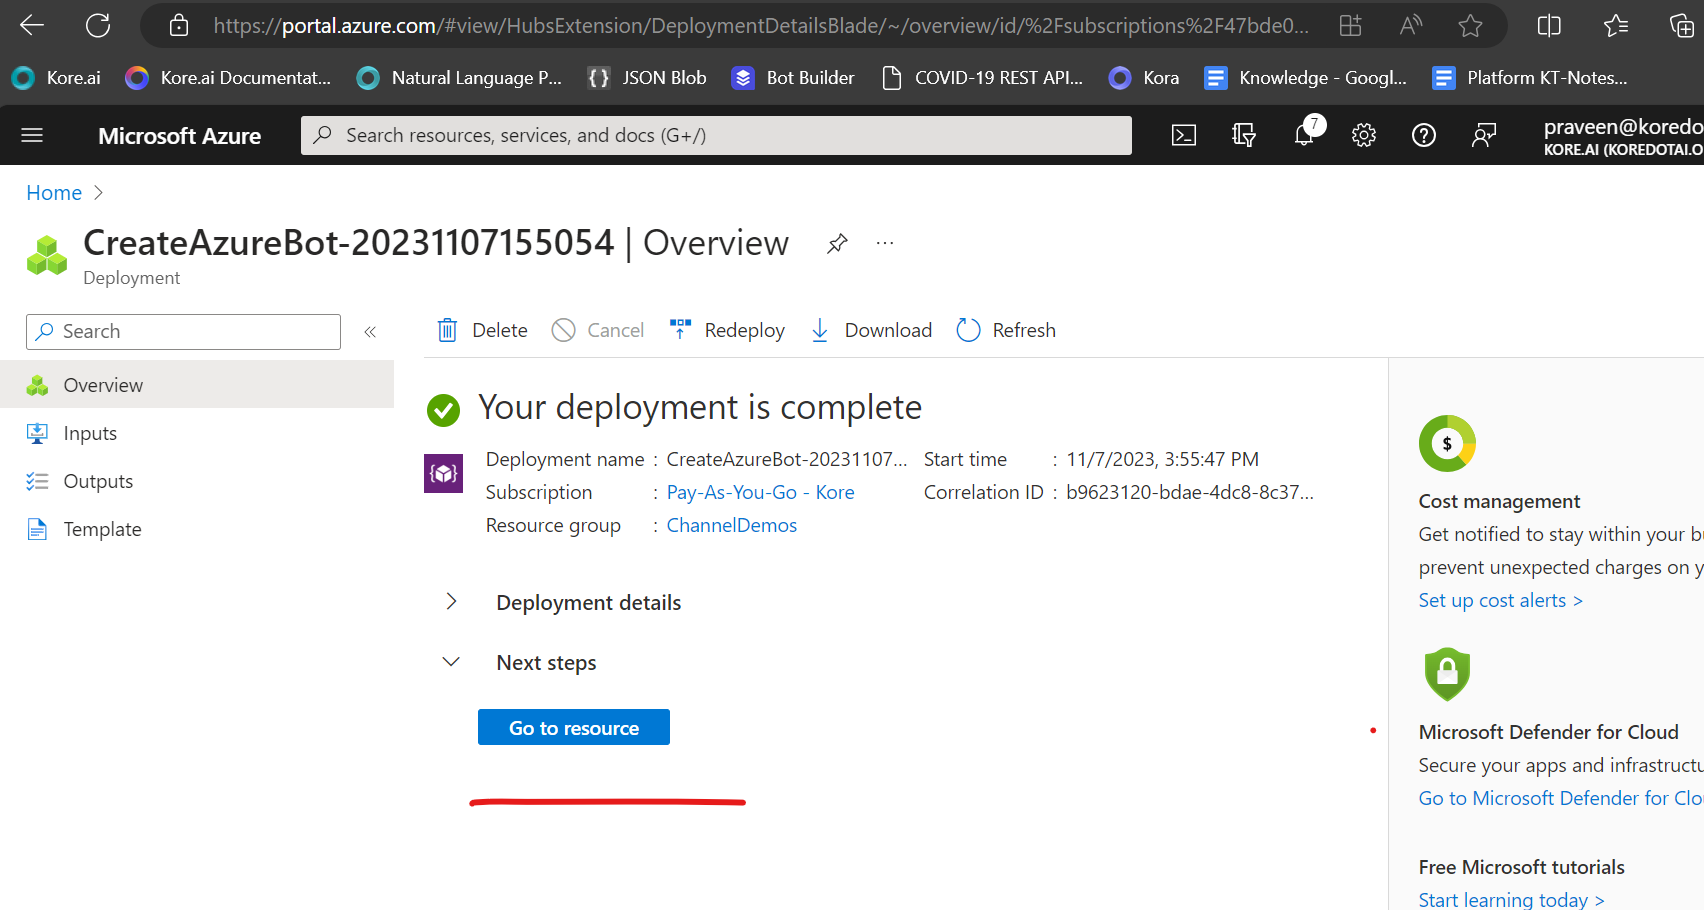 https://portal.azure.com/#view/HubsExtension/DeploymentDetailsBlade/~/overview/id/%2Fsubscriptions%2F47bde0...
Kore.ai Kore.ai Documentat... Natural Language P... {} JSON Blob Bot Builder COVID-19 REST API... Kora Knowledge - Googl... Platform KT-Notes...
Microsoft Azure Search resources, services, and docs (G+/) 7 praveen@koredo
KORE.AI (KOREDOTAI.O
Home >
CreateAzureBot-20231107155054 | Overview ...
Deployment
Search «
Delete Cancel Redeploy Download Refresh
Overview
Inputs
Outputs
Template
Your deployment is complete
Deployment name : CreateAzureBot-20231107... Start time : 11/7/2023, 3:55:47 PM
Subscription : Pay-As-You-Go - Kore Correlation ID : b9623120-bdae-4dc8-8c37...
Resource group : ChannelDemos
Deployment details
Next steps
Go to resource
$
Cost management
Get notified to stay within your b
prevent unexpected charges on y
Set up cost alerts >
Microsoft Defender for Cloud
Secure your apps and infrastructu
Go to Microsoft Defender for Clo
Free Microsoft tutorials
Start learning today >